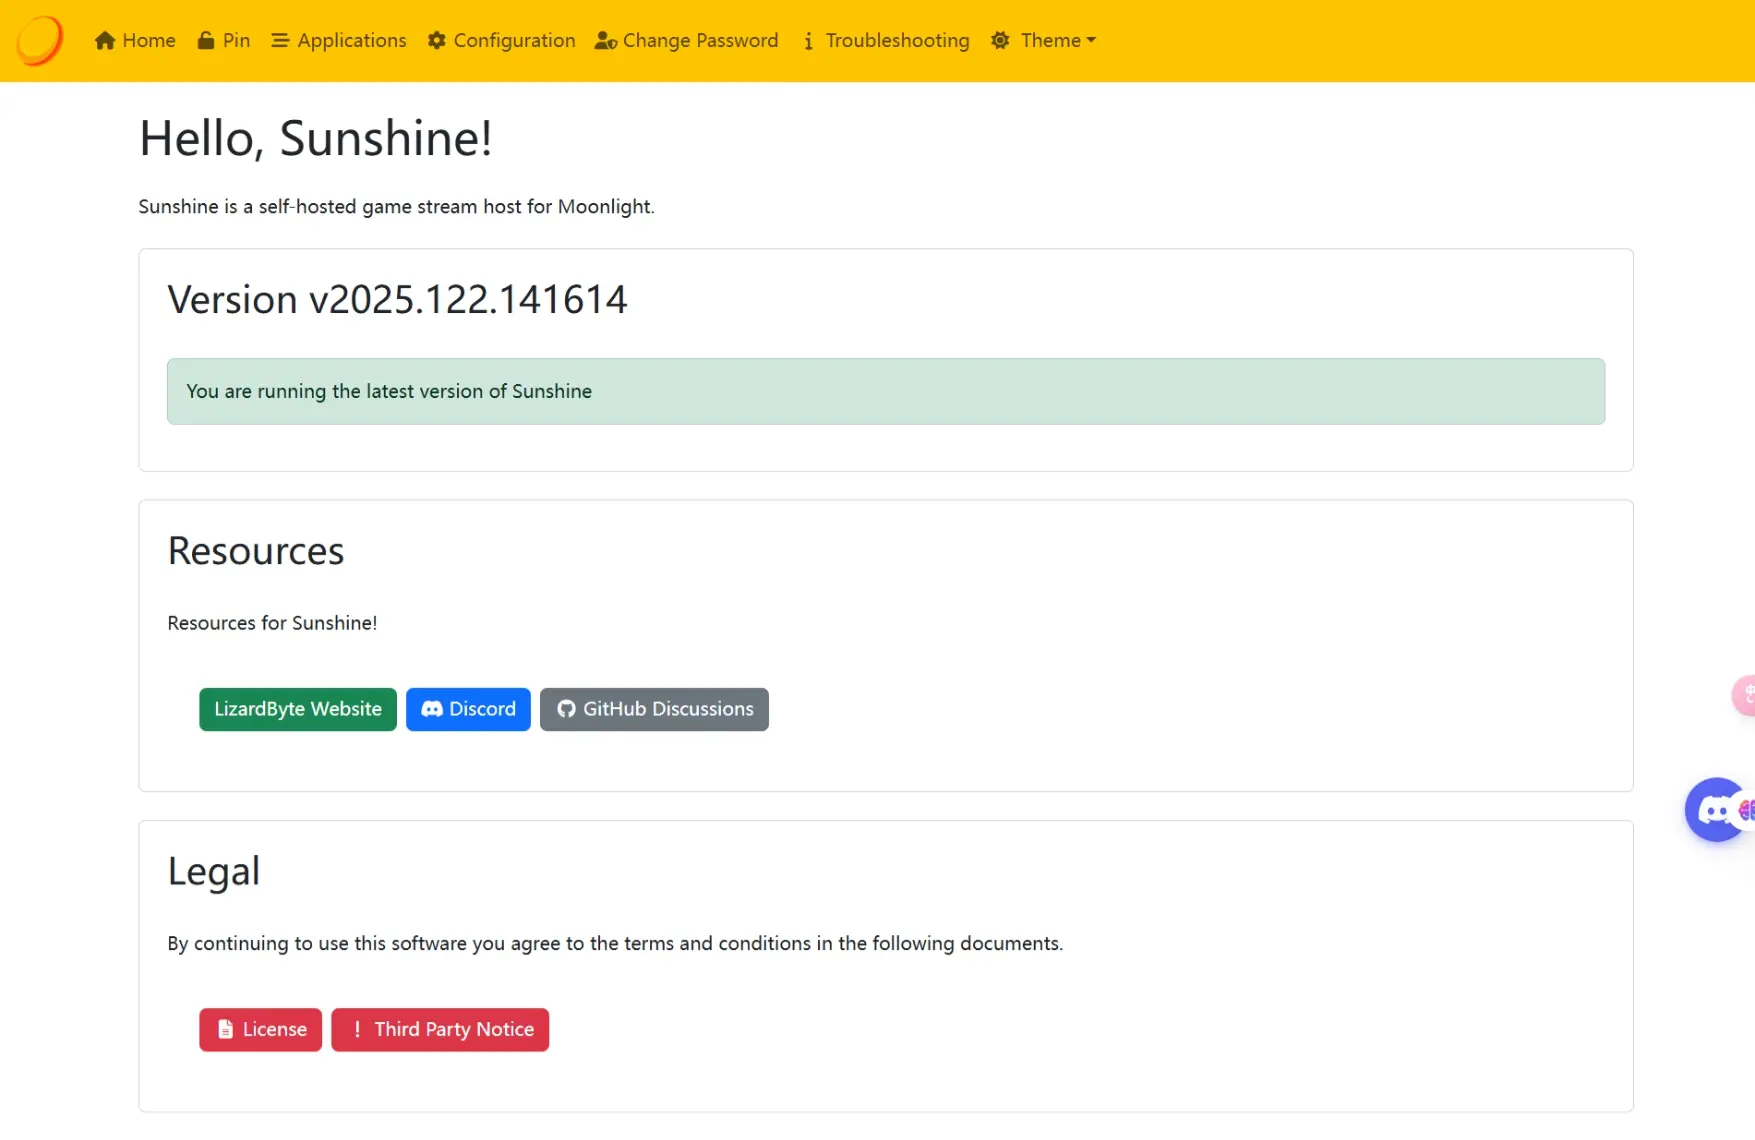 Home Pin Applications Configuration Change Password Troubleshooting Theme
Hello, Sunshine!
Sunshine is a self-hosted game stream host for Moonlight.
Version v2025.122.141614
You are running the latest version of Sunshine
Resources
Resources for Sunshine!
LizardByte Website Discord GitHub Discussions
Legal
By continuing to use this software you agree to the terms and conditions in the following documents.
License ! Third Party Notice